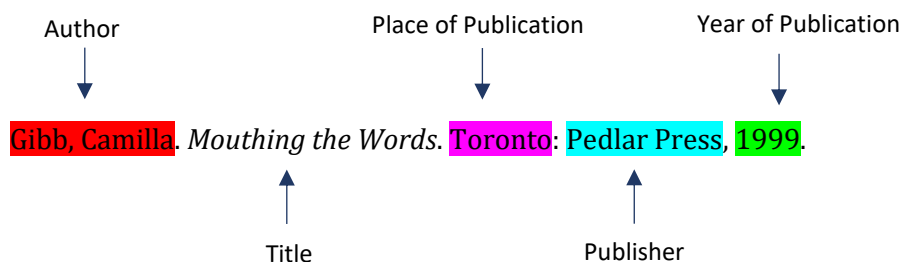 Author Place of Publication Year of Publication
Gibb, Camilla. Mouthing the Words. Toronto: Pedlar Press, 1999.
Title Publisher